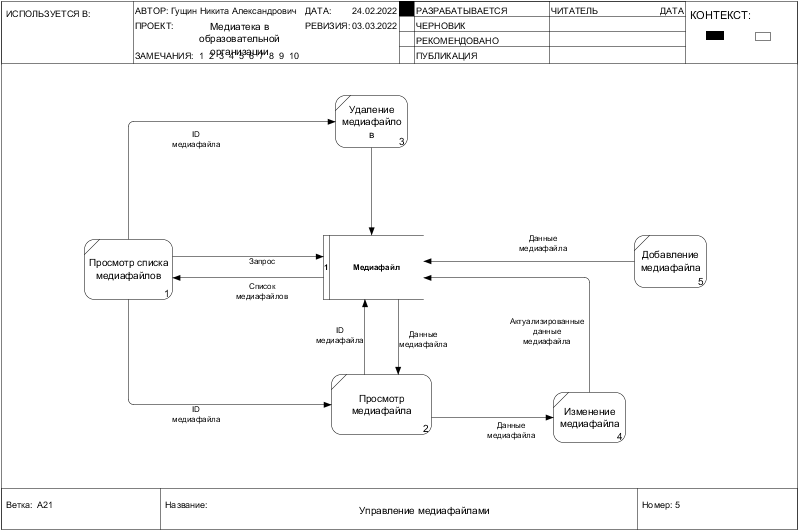 ИСПОЛЬЗУЕТСЯ В:
АВТОР: Гущин Никита Александрович
ДАТА: 24.02.2022
ПРОЕКТ: Медиатека в
образовательной
организации
РЕВИЗИЯ: 03.03.2022
ЗАМЕЧАНИЯ: 1 2 3 4 5 6 7 8 9 10
РАЗРАБАТЫВАЕТСЯ
ЧЕРНОВИК
РЕКОМЕНДОВАНО
ПУБЛИКАЦИЯ
ЧИТАТЕЛЬ
ДАТА
КОНТЕКСТ:
Удаление
медиафайло
в
3
ID
медиафайла
Просмотр списка
медиафайлов
1
Запрос
Список
медиафайлов
1
Медиафайл
Данные
медиафайла
Добавление
медиафайла
5
Актуализированные
данные
медиафайла
ID
медиафайла
Данные
медиафайла
ID
медиафайла
Просмотр
медиафайла
2
Данные
медиафайла
Изменение
медиафайла
4
Ветка: A21
Название:
Управление медиафайлами
Номер: 5